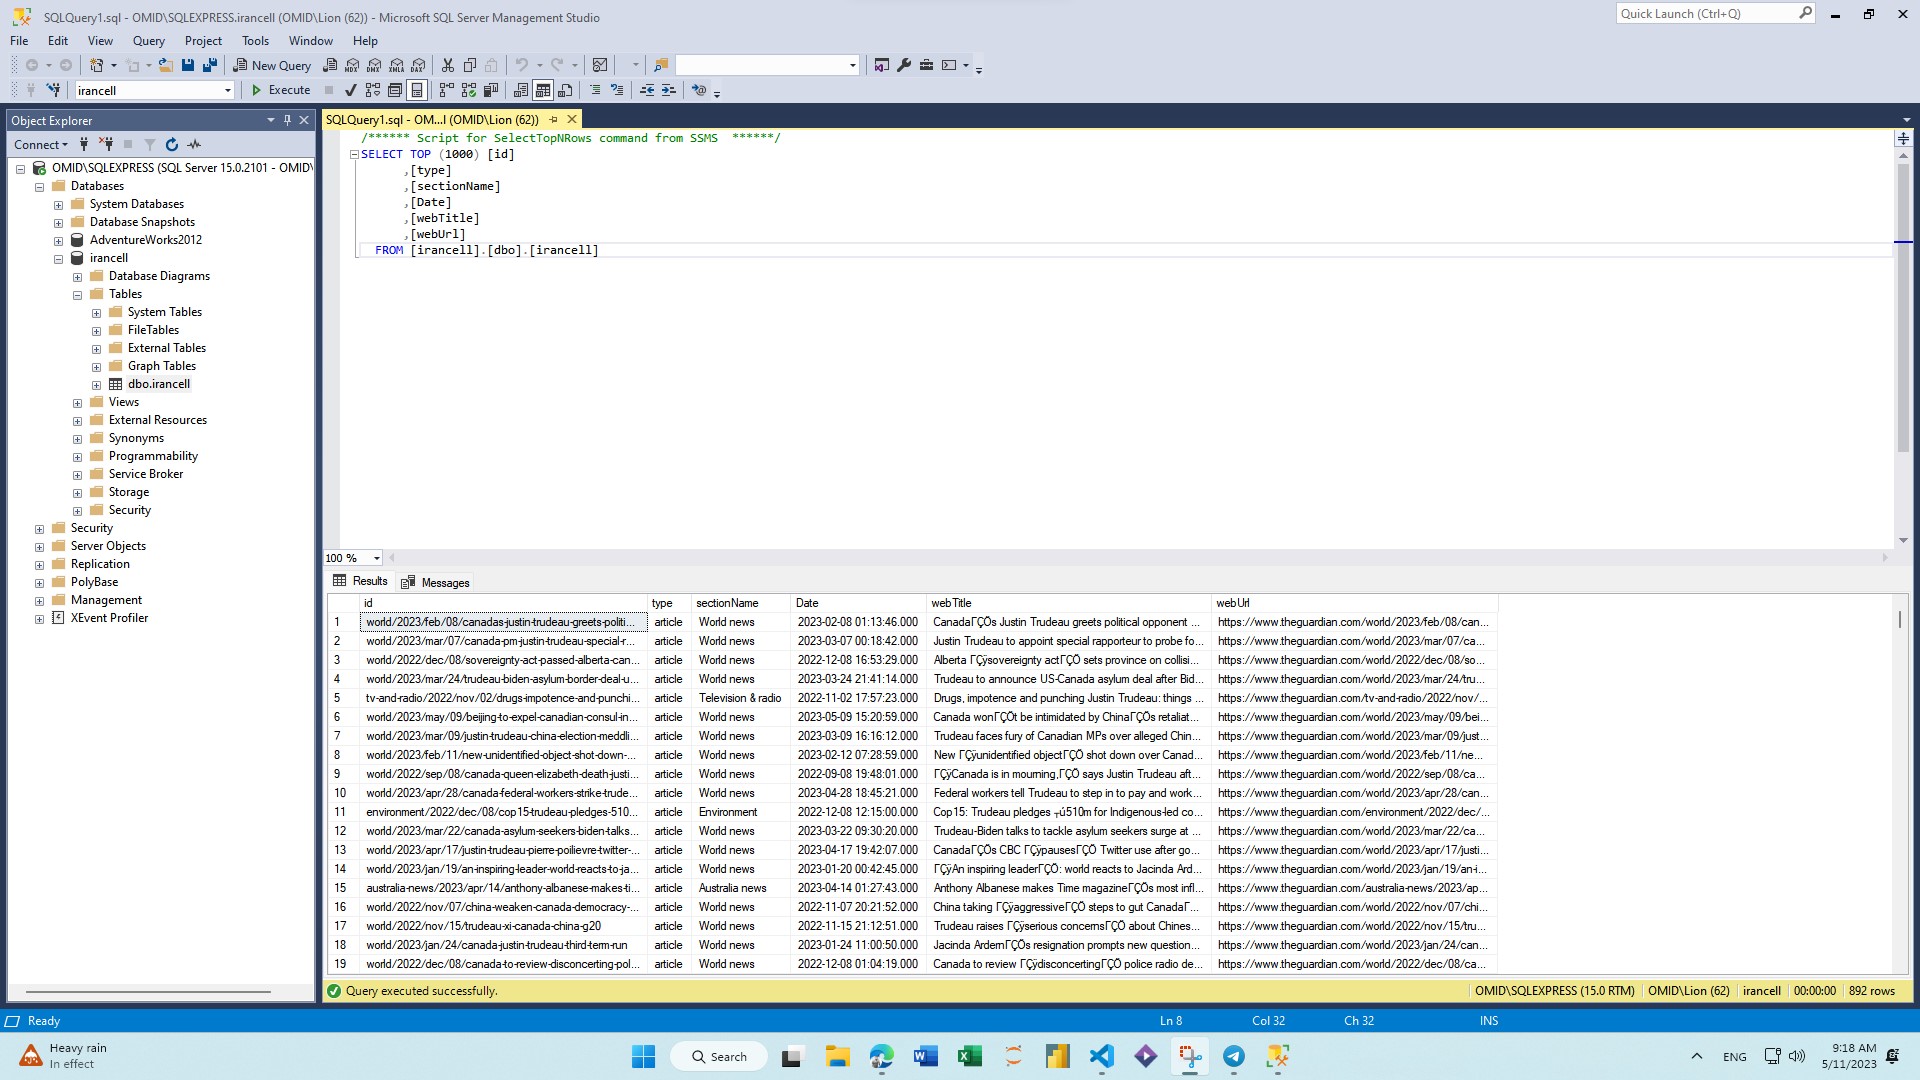 SQLQuery1.sql - OMID\SQLEXPRESS.irancell (OMID\Lion (62)) - Microsoft SQL Server Management Studio
Quick Launch (Ctrl+Q)
File Edit View Query Project Tools Window Help
New Query
MDX DMX XMLA DAX
irancell Execute
Object Explorer
SQLQuery1.sql - OM...l (OMID\Lion (62))
Connect
OMID\SQLEXPRESS (SQL Server 15.0.2101 - OMID\
Databases
System Databases
Database Snapshots
AdventureWorks2012
irancell
Database Diagrams
Tables
System Tables
FileTables
External Tables
Graph Tables
dbo.irancell
Views
External Resources
Synonyms
Programmability
Service Broker
Storage
Security
Security
Server Objects
Replication
PolyBase
Management
XEvent Profiler
/****** Script for SelectTopNRows command from SSMS  ******/
SELECT TOP (1000) [id]
,[type]
,[sectionName]
,[Date]
,[webTitle]
,[webUrl]
FROM [irancell].[dbo].[irancell]
100 %
Results Messages
id type sectionName Date webTitle webUrl
1 world/2023/feb/08/canadas-justin-trudeau-greets-politi... article World news 2023-02-08 01:13:46.000 CanadaΓÇÖs Justin Trudeau greets political opponent ... https://www.theguardian.com/world/2023/feb/08/can...
2 world/2023/mar/07/canada-pm-justin-trudeau-special-r... article World news 2023-03-07 00:18:42.000 Justin Trudeau to appoint special rapporteur to probe fo... https://www.theguardian.com/world/2023/mar/07/ca...
3 world/2022/dec/08/sovereignty-act-passed-alberta-can... article World news 2022-12-08 16:53:29.000 Alberta ΓÇÿsovereignty actΓÇÖ sets province on collisi... https://www.theguardian.com/world/2022/dec/08/so...
4 world/2023/mar/24/trudeau-biden-asylum-border-deal-u... article World news 2023-03-24 21:41:14.000 Trudeau to announce US-Canada asylum deal after Bid... https://www.theguardian.com/world/2023/mar/24/tru...
5 tv-and-radio/2022/nov/02/drugs-impotence-and-punchi... article Television & radio 2022-11-02 17:57:23.000 Drugs, impotence and punching Justin Trudeau: things ... https://www.theguardian.com/tv-and-radio/2022/nov/...
6 world/2023/may/09/beijing-to-expel-canadian-consul-in... article World news 2023-05-09 15:20:59.000 Canada wonΓÇÖt be intimidated by ChinaΓÇÖs retaliat... https://www.theguardian.com/world/2023/may/09/bei...
7 world/2023/mar/09/justin-trudeau-china-election-meddli... article World news 2023-03-09 16:16:12.000 Trudeau faces fury of Canadian MPs over alleged Chin... https://www.theguardian.com/world/2023/mar/09/just...
8 world/2023/feb/11/new-unidentified-object-shot-down-... article World news 2023-02-12 07:28:59.000 New ΓÇÿunidentified objectΓÇÖ shot down over Canad... https://www.theguardian.com/world/2023/feb/11/ne...
9 world/2022/sep/08/canada-queen-elizabeth-death-justi... article World news 2022-09-08 19:48:01.000 ΓÇÿCanada is in mourning,ΓÇÖ says Justin Trudeau aft... https://www.theguardian.com/world/2022/sep/08/ca...
10 world/2023/apr/28/canada-federal-workers-strike-trude... article World news 2023-04-28 18:45:21.000 Federal workers tell Trudeau to step in to pay and work... https://www.theguardian.com/world/2023/apr/28/can...
11 environment/2022/dec/08/cop15-trudeau-pledges-510... article Environment 2022-12-08 12:15:00.000 Cop15: Trudeau pledges ┬ú510m for Indigenous-led co... https://www.theguardian.com/environment/2022/dec/...
12 world/2023/mar/22/canada-asylum-seekers-biden-talks... article World news 2023-03-22 09:30:20.000 Trudeau-Biden talks to tackle asylum seekers surge at ... https://www.theguardian.com/world/2023/mar/22/ca...
13 world/2023/apr/17/justin-trudeau-pierre-poilievre-twitter-... article World news 2023-04-17 19:42:07.000 CanadaΓÇÖs CBC ΓÇÿpausesΓÇÖ Twitter use after go... https://www.theguardian.com/world/2023/apr/17/justi...
14 world/2023/jan/19/an-inspiring-leader-world-reacts-to-ja... article World news 2023-01-20 00:42:45.000 ΓÇÿAn inspiring leaderΓÇÖ: world reacts to Jacinda Ard... https://www.theguardian.com/world/2023/jan/19/an-i...
15 australia-news/2023/apr/14/anthony-albanese-makes-ti... article Australia news 2023-04-14 01:27:43.000 Anthony Albanese makes Time magazineΓÇÖs most infl... https://www.theguardian.com/australia-news/2023/ap...
16 world/2022/nov/07/china-weaken-canada-democracy-... article World news 2022-11-07 20:21:52.000 China taking ΓÇÿaggressiveΓÇÖ steps to gut CanadaΓ... https://www.theguardian.com/world/2022/nov/07/chi...
17 world/2022/nov/15/trudeau-xi-canada-china-g20 article World news 2022-11-15 21:12:51.000 Trudeau raises ΓÇÿserious concernsΓÇÖ about Chines... https://www.theguardian.com/world/2022/nov/15/tru...
18 world/2023/jan/24/canada-justin-trudeau-third-term-run article World news 2023-01-24 11:00:50.000 Jacinda ArdernΓÇÖs resignation prompts new question... https://www.theguardian.com/world/2023/jan/24/can...
19 world/2022/dec/08/canada-to-review-disconcerting-pol... article World news 2022-12-08 01:04:19.000 Canada to review ΓÇÿdisconcertingΓÇÖ police radio de... https://www.theguardian.com/world/2022/dec/08/ca...
Query executed successfully. OMID\SQLEXPRESS (15.0 RTM) OMID\Lion (62) irancell 00:00:00 892 rows
Ready Ln 8 Col 32 Ch 32 INS
Heavy rain
In effect
Search
ENG
9:18 AM
5/11/2023